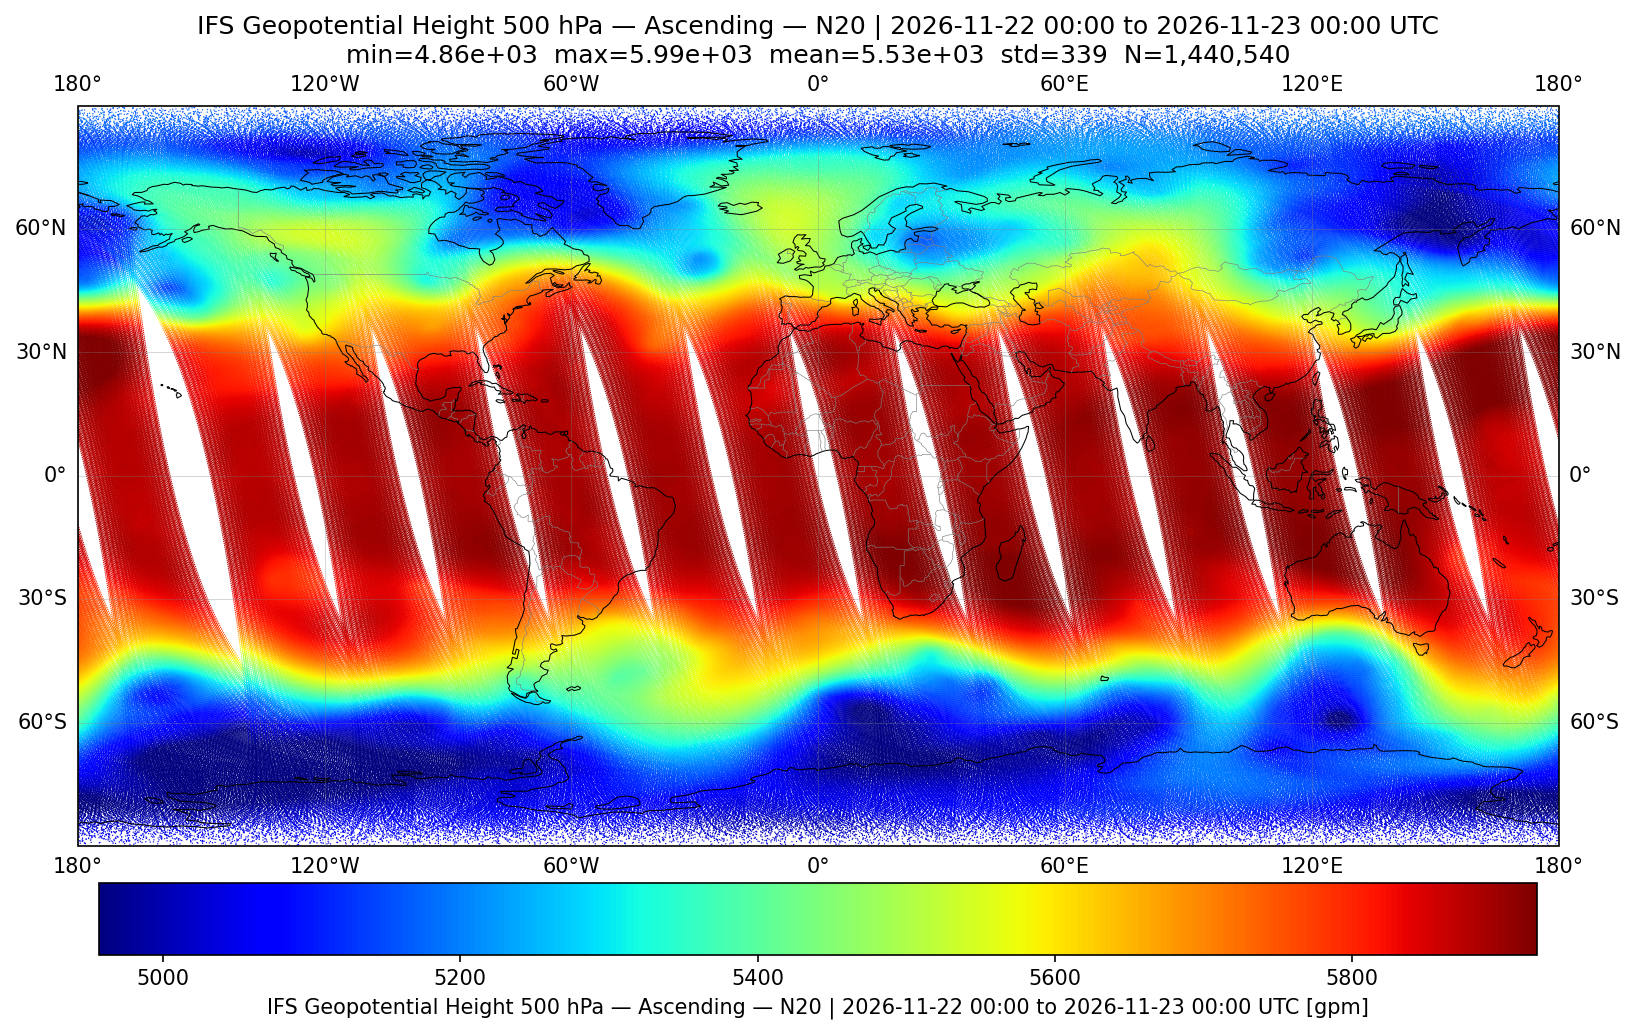 IFS Geopotential Height 500 hPa — Ascending — N20 | 2026-11-22 00:00 to 2026-11-23 00:00 UTC
min=4.86e+03  max=5.99e+03  mean=5.53e+03  std=339  N=1,440,540
180° 120°W 60°W 0° 60°E 120°E 180°
60°N 60°N
30°N 30°N
0° 0°
30°S 30°S
60°S 60°S
180° 120°W 60°W 0° 60°E 120°E 180°
5000 5200 5400 5600 5800
IFS Geopotential Height 500 hPa — Ascending — N20 | 2026-11-22 00:00 to 2026-11-23 00:00 UTC [gpm]